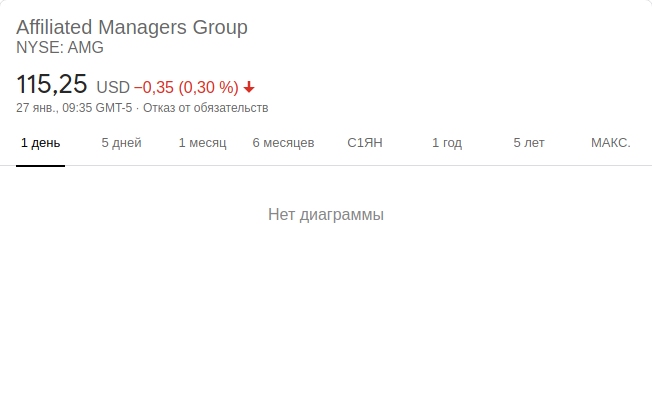 Affiliated Managers Group
NYSE: AMG
115,25 USD −0,35 (0,30 %)
27 янв., 09:35 GMT-5 · Отказ от обязательств
1 день 5 дней 1 месяц 6 месяцев С1ЯН 1 год 5 лет МАКС.
Нет диаграммы